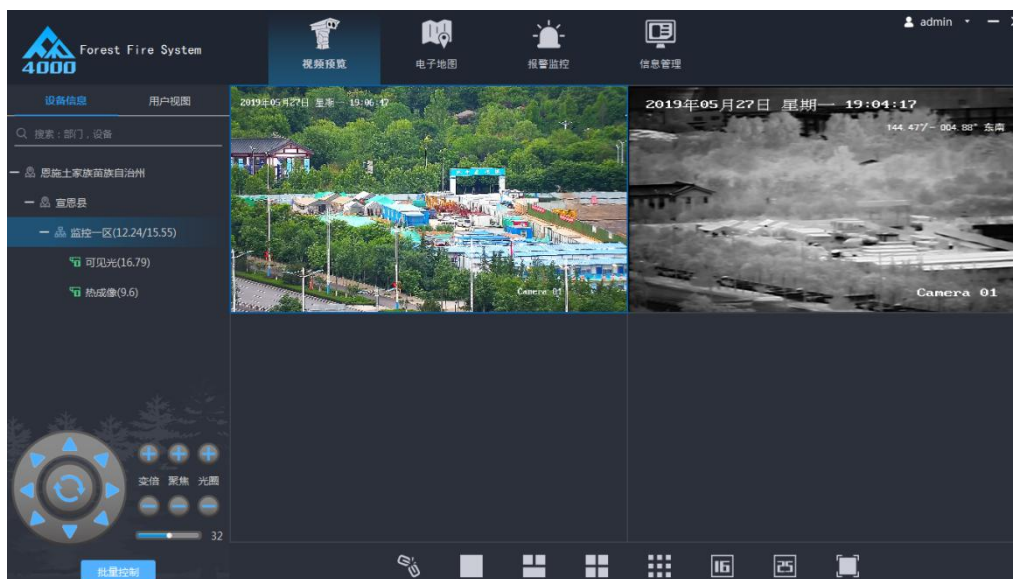 4000
Forest Fire System
视频预览
电子地图
报警监控
信息管理
admin
设备信息
用户视图
搜索：部门，设备
恩施土家族苗族自治州
宣恩县
监控一区(12.24/15.55)
可见光(16.79)
热成像(9.6)
变倍 聚焦 光圈
32
批量控制
2019年05月27日 星期一 19:06:17
Camera 01
2019年05月27日 星期一 19:04:17
144.47°/- 004.88° 东南
Camera 01
16
25